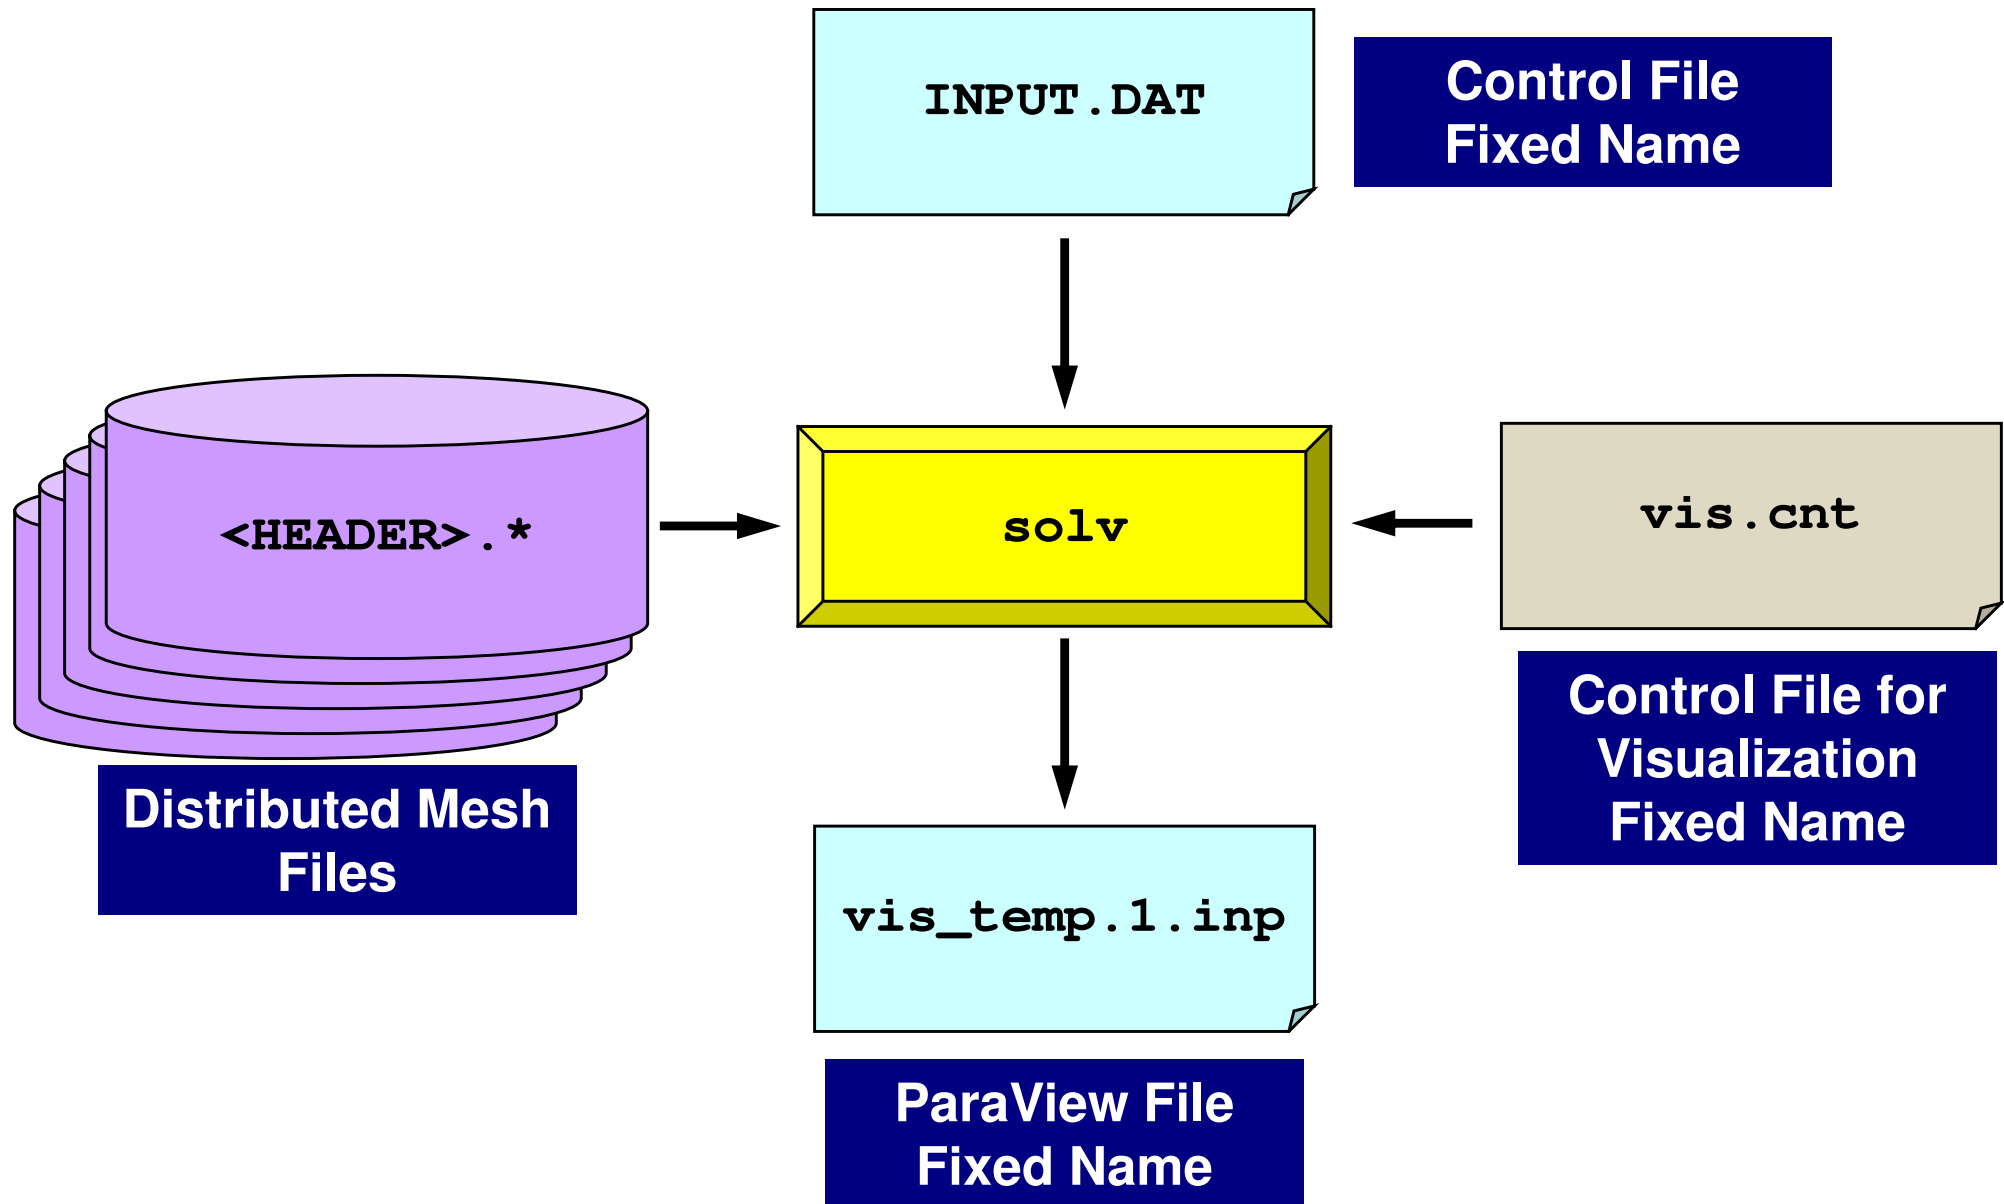 INPUT.DAT
Control File
Fixed Name
<HEADER>.*
solv
vis.cnt
Distributed Mesh
Files
Control File for
Visualization
Fixed Name
vis_temp.1.inp
ParaView File
Fixed Name